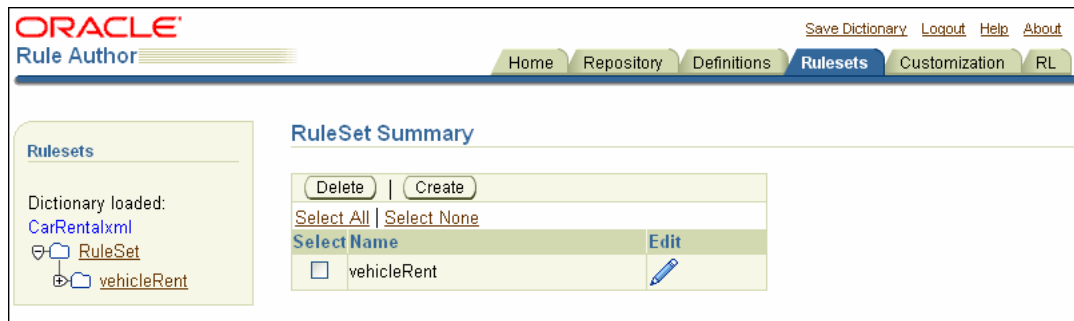 ORACLE
Rule Author
Save Dictionary Logout Help About
Home Repository Definitions Rulesets Customization RL
Rulesets
Dictionary loaded:
CarRentalxml
RuleSet
vehicleRent
RuleSet Summary
Delete | Create
Select All | Select None
Select Name Edit
vehicleRent